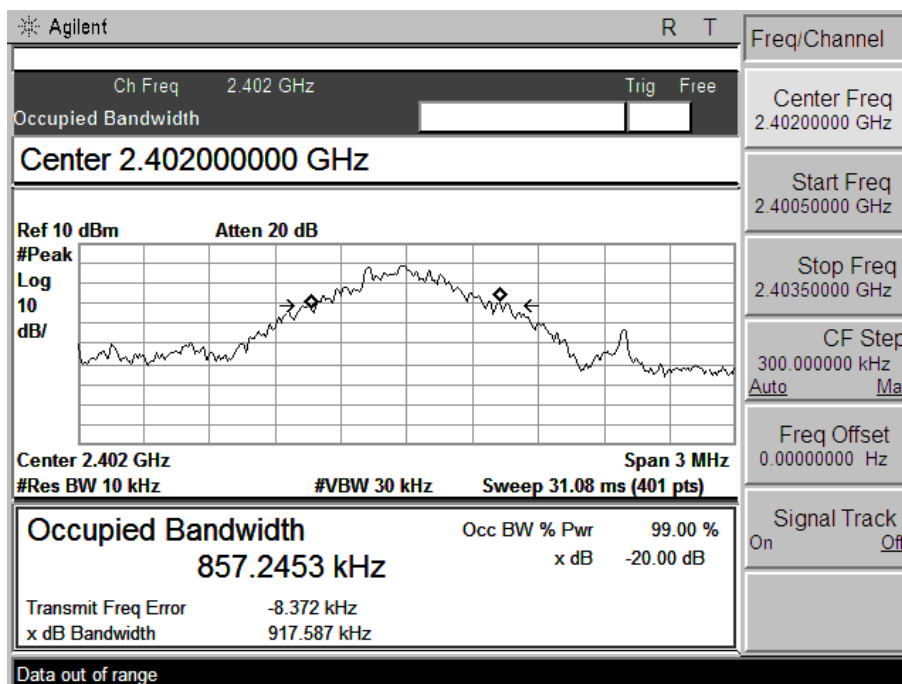 Agilent R T
Ch Freq 2.402 GHz Trig Free
Occupied Bandwidth
Center 2.402000000 GHz
Ref 10 dBm Atten 20 dB
#Peak
Log
10
dB/
Center 2.402 GHz Span 3 MHz
#Res BW 10 kHz #VBW 30 kHz Sweep 31.08 ms (401 pts)
Occupied Bandwidth Occ BW % Pwr 99.00 %
857.2453 kHz x dB -20.00 dB
Transmit Freq Error -8.372 kHz
x dB Bandwidth 917.587 kHz
Data out of range
Freq/Channel
Center Freq
2.40200000 GHz
Start Freq
2.40050000 GHz
Stop Freq
2.40350000 GHz
CF Step
300.000000 kHz
Auto Ma
Freq Offset
0.00000000 Hz
Signal Track
On Off